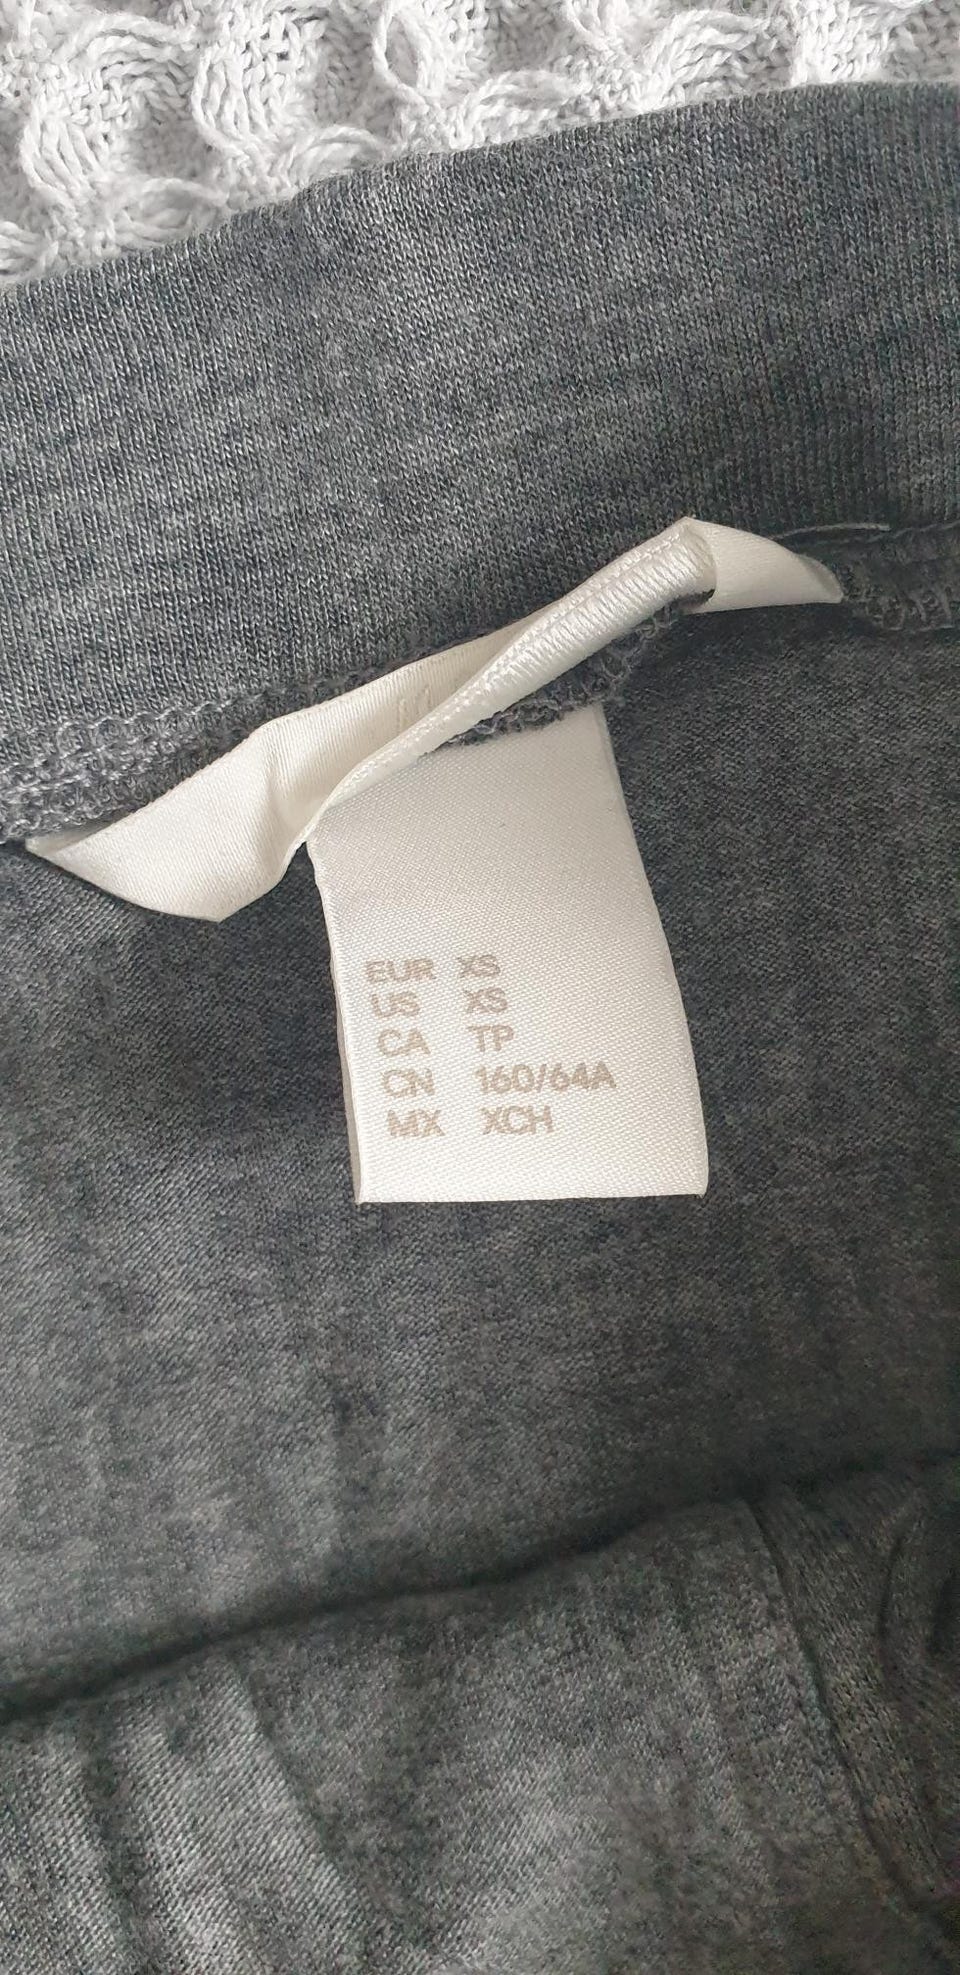 EUR XS
US XS
CA TP
CN 160/64A
MX XCH